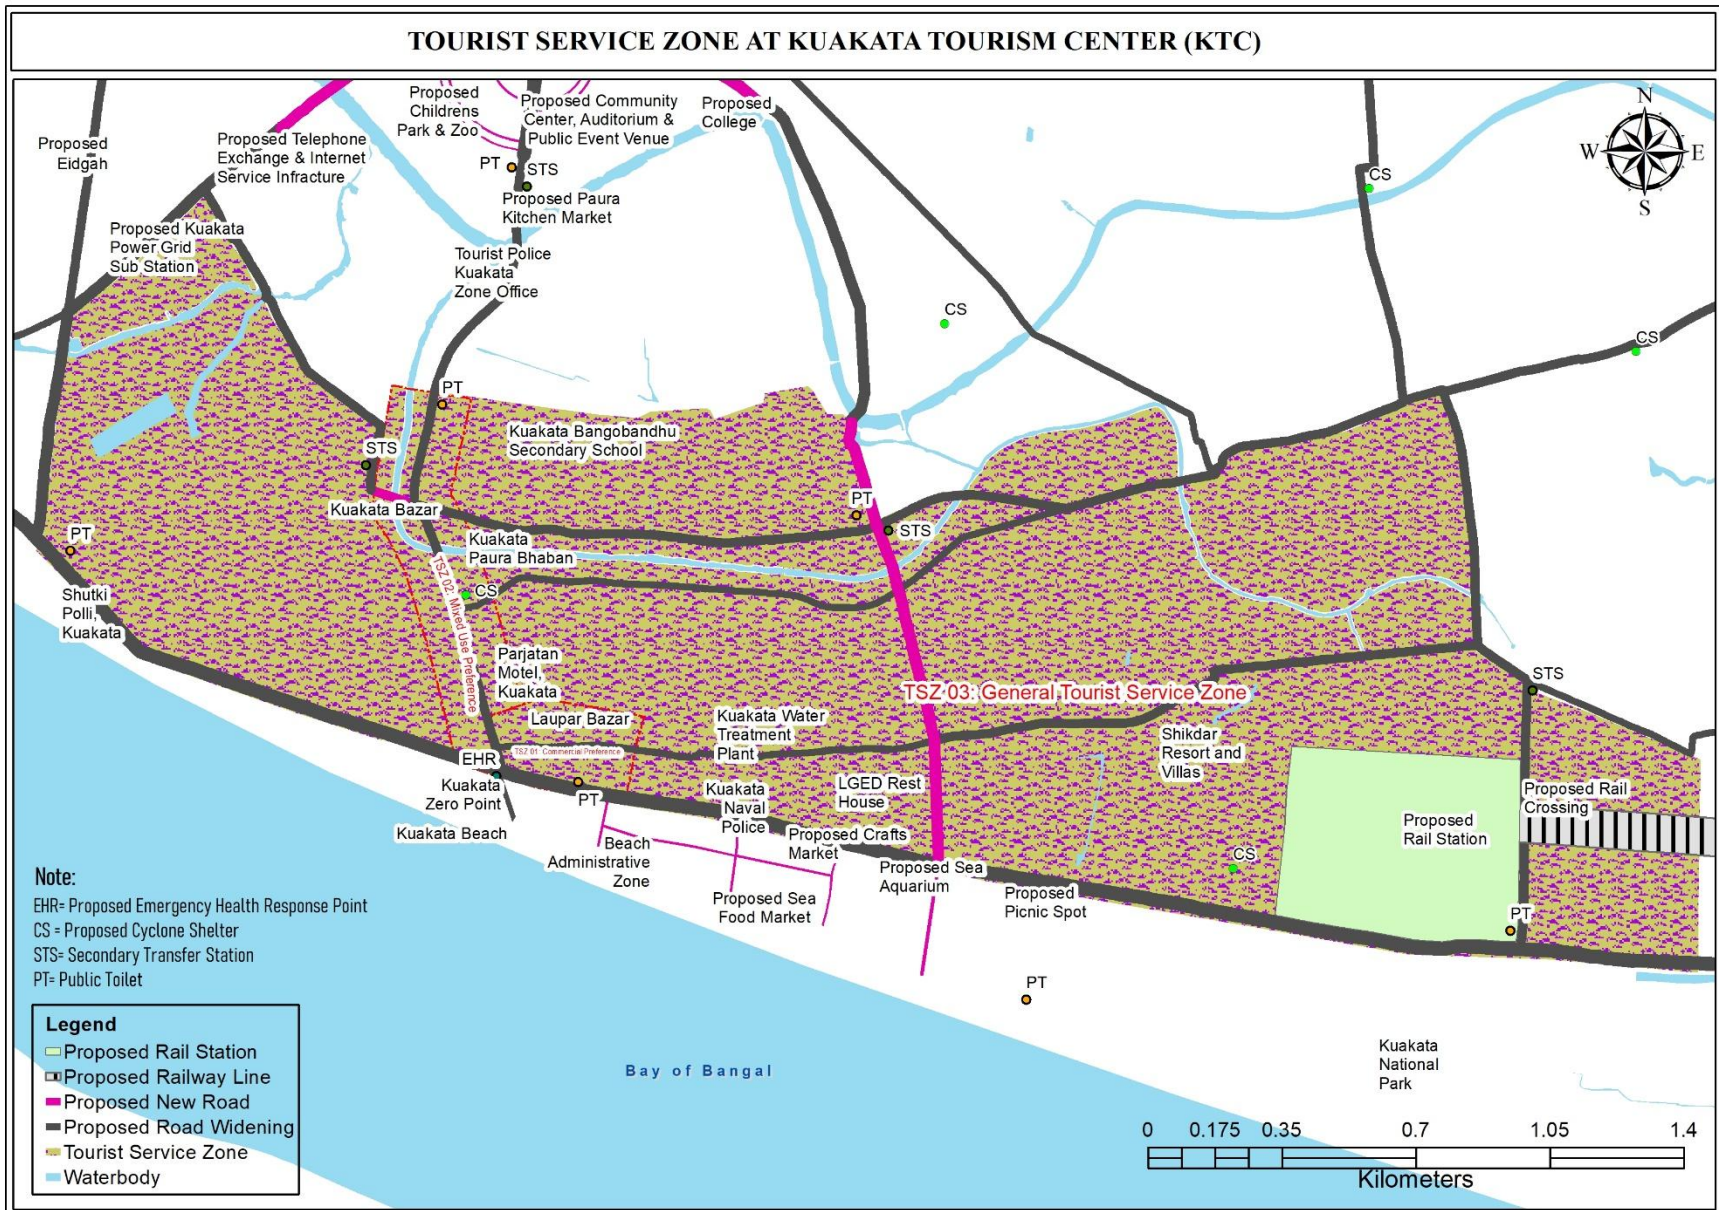 TOURIST SERVICE ZONE AT KUAKATA TOURISM CENTER (KTC)
Proposed
Eidgah
Proposed Telephone
Exchange & Internet
Service Infracture
Proposed
Childrens
Park & Zoo
Proposed Community
Center, Auditorium &
Public Event Venue
Proposed
College
N
W
E
S
PT
STS
Proposed Paura
Kitchen Market
CS
Proposed Kuakata
Power Grid
Sub Station
Tourist Police
Kuakata
Zone Office
CS
CS
PT
Kuakata Bangobandhu
Secondary School
STS
Kuakata Bazar
PT
STS
PT
Kuakata
Paura Bhaban
TSZ 02: Mixed Use Preference
CS
Shutki
Polli,
Kuakata
Parjatan
Motel,
Kuakata
TSZ 03: General Tourist Service Zone
STS
Laupar Bazar
Kuakata Water
Treatment
Plant
TSZ 01: Commercial Preference
Shikdar
Resort and
Villas
EHR
Kuakata
Zero Point
PT
Kuakata
Naval
Police
LGED Rest
House
Proposed Rail
Crossing
Proposed
Rail Station
Kuakata Beach
Beach
Administrative
Zone
Proposed Crafts
Market
CS
Proposed Sea
Aquarium
Proposed Sea
Food Market
Proposed
Picnic Spot
PT
PT
Kuakata
National
Park
Bay of Bangal
Note:
EHR= Proposed Emergency Health Response Point
CS = Proposed Cyclone Shelter
STS= Secondary Transfer Station
PT= Public Toilet
Legend
Proposed Rail Station
Proposed Railway Line
Proposed New Road
Proposed Road Widening
Tourist Service Zone
Waterbody
0 0.175 0.35 0.7 1.05 1.4
Kilometers